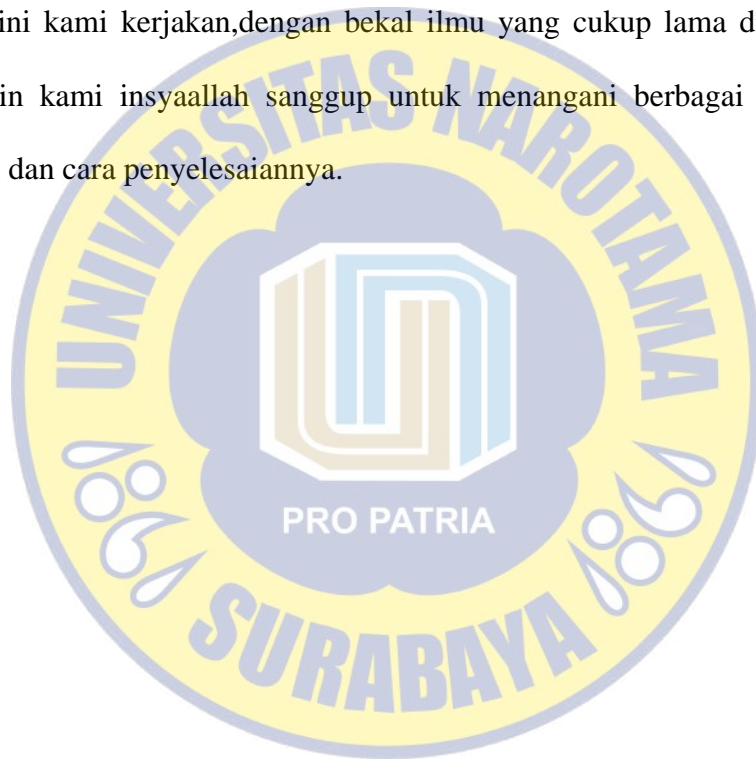 ini kami kerjakan,dengan bekal ilmu yang cukup lama d
in kami insyaallah sanggup untuk menangani berbagai
dan cara penyelesaiannya.
UNIVERSITAS NAROTAMA
PRO PATRIA
SURABAYA